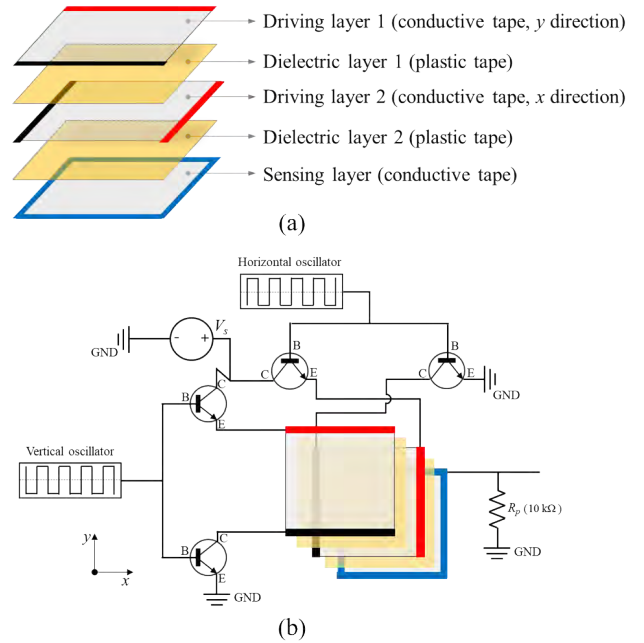 Driving layer 1 (conductive tape, y direction)
Dielectric layer 1 (plastic tape)
Driving layer 2 (conductive tape, x direction)
Dielectric layer 2 (plastic tape)
Sensing layer (conductive tape)
(a)
Horizontal oscillator
GND
- +
Vs
B
B
C
E
C
E
GND
C
B
E
Vertical oscillator
Rp (10 kΩ)
GND
C
B
E
GND
y
x
(b)